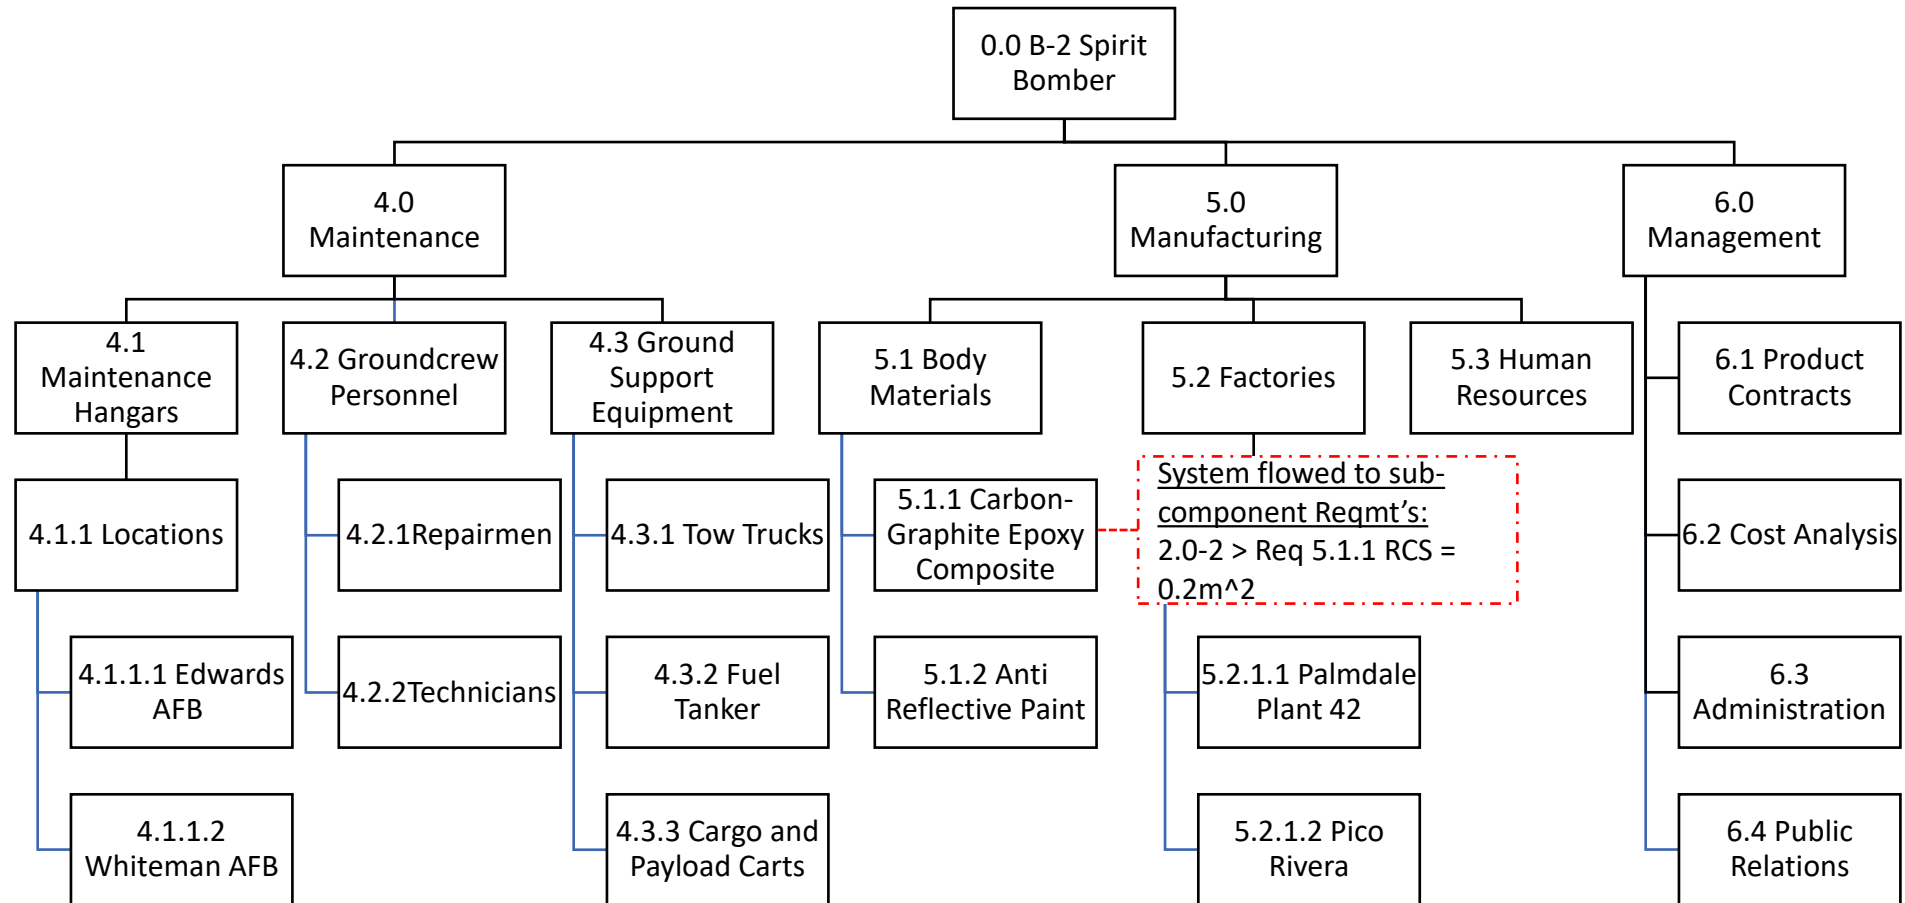 0.0 B-2 Spirit
Bomber
4.0
Maintenance
5.0
Manufacturing
6.0
Management
4.1
Maintenance
Hangars
4.2 Groundcrew
Personnel
4.3 Ground
Support
Equipment
5.1 Body
Materials
5.2 Factories
5.3 Human
Resources
6.1 Product
Contracts
4.1.1 Locations
4.2.1Repairmen
4.3.1 Tow Trucks
5.1.1 Carbon-
Graphite Epoxy
Composite
System flowed to sub-
component Reqmt's:
2.0-2 > Req 5.1.1 RCS =
0.2m^2
6.2 Cost Analysis
4.1.1.1 Edwards
AFB
4.2.2Technicians
4.3.2 Fuel
Tanker
5.1.2 Anti
Reflective Paint
5.2.1.1 Palmdale
Plant 42
6.3
Administration
4.1.1.2
Whiteman AFB
4.3.3 Cargo and
Payload Carts
5.2.1.2 Pico
Rivera
6.4 Public
Relations